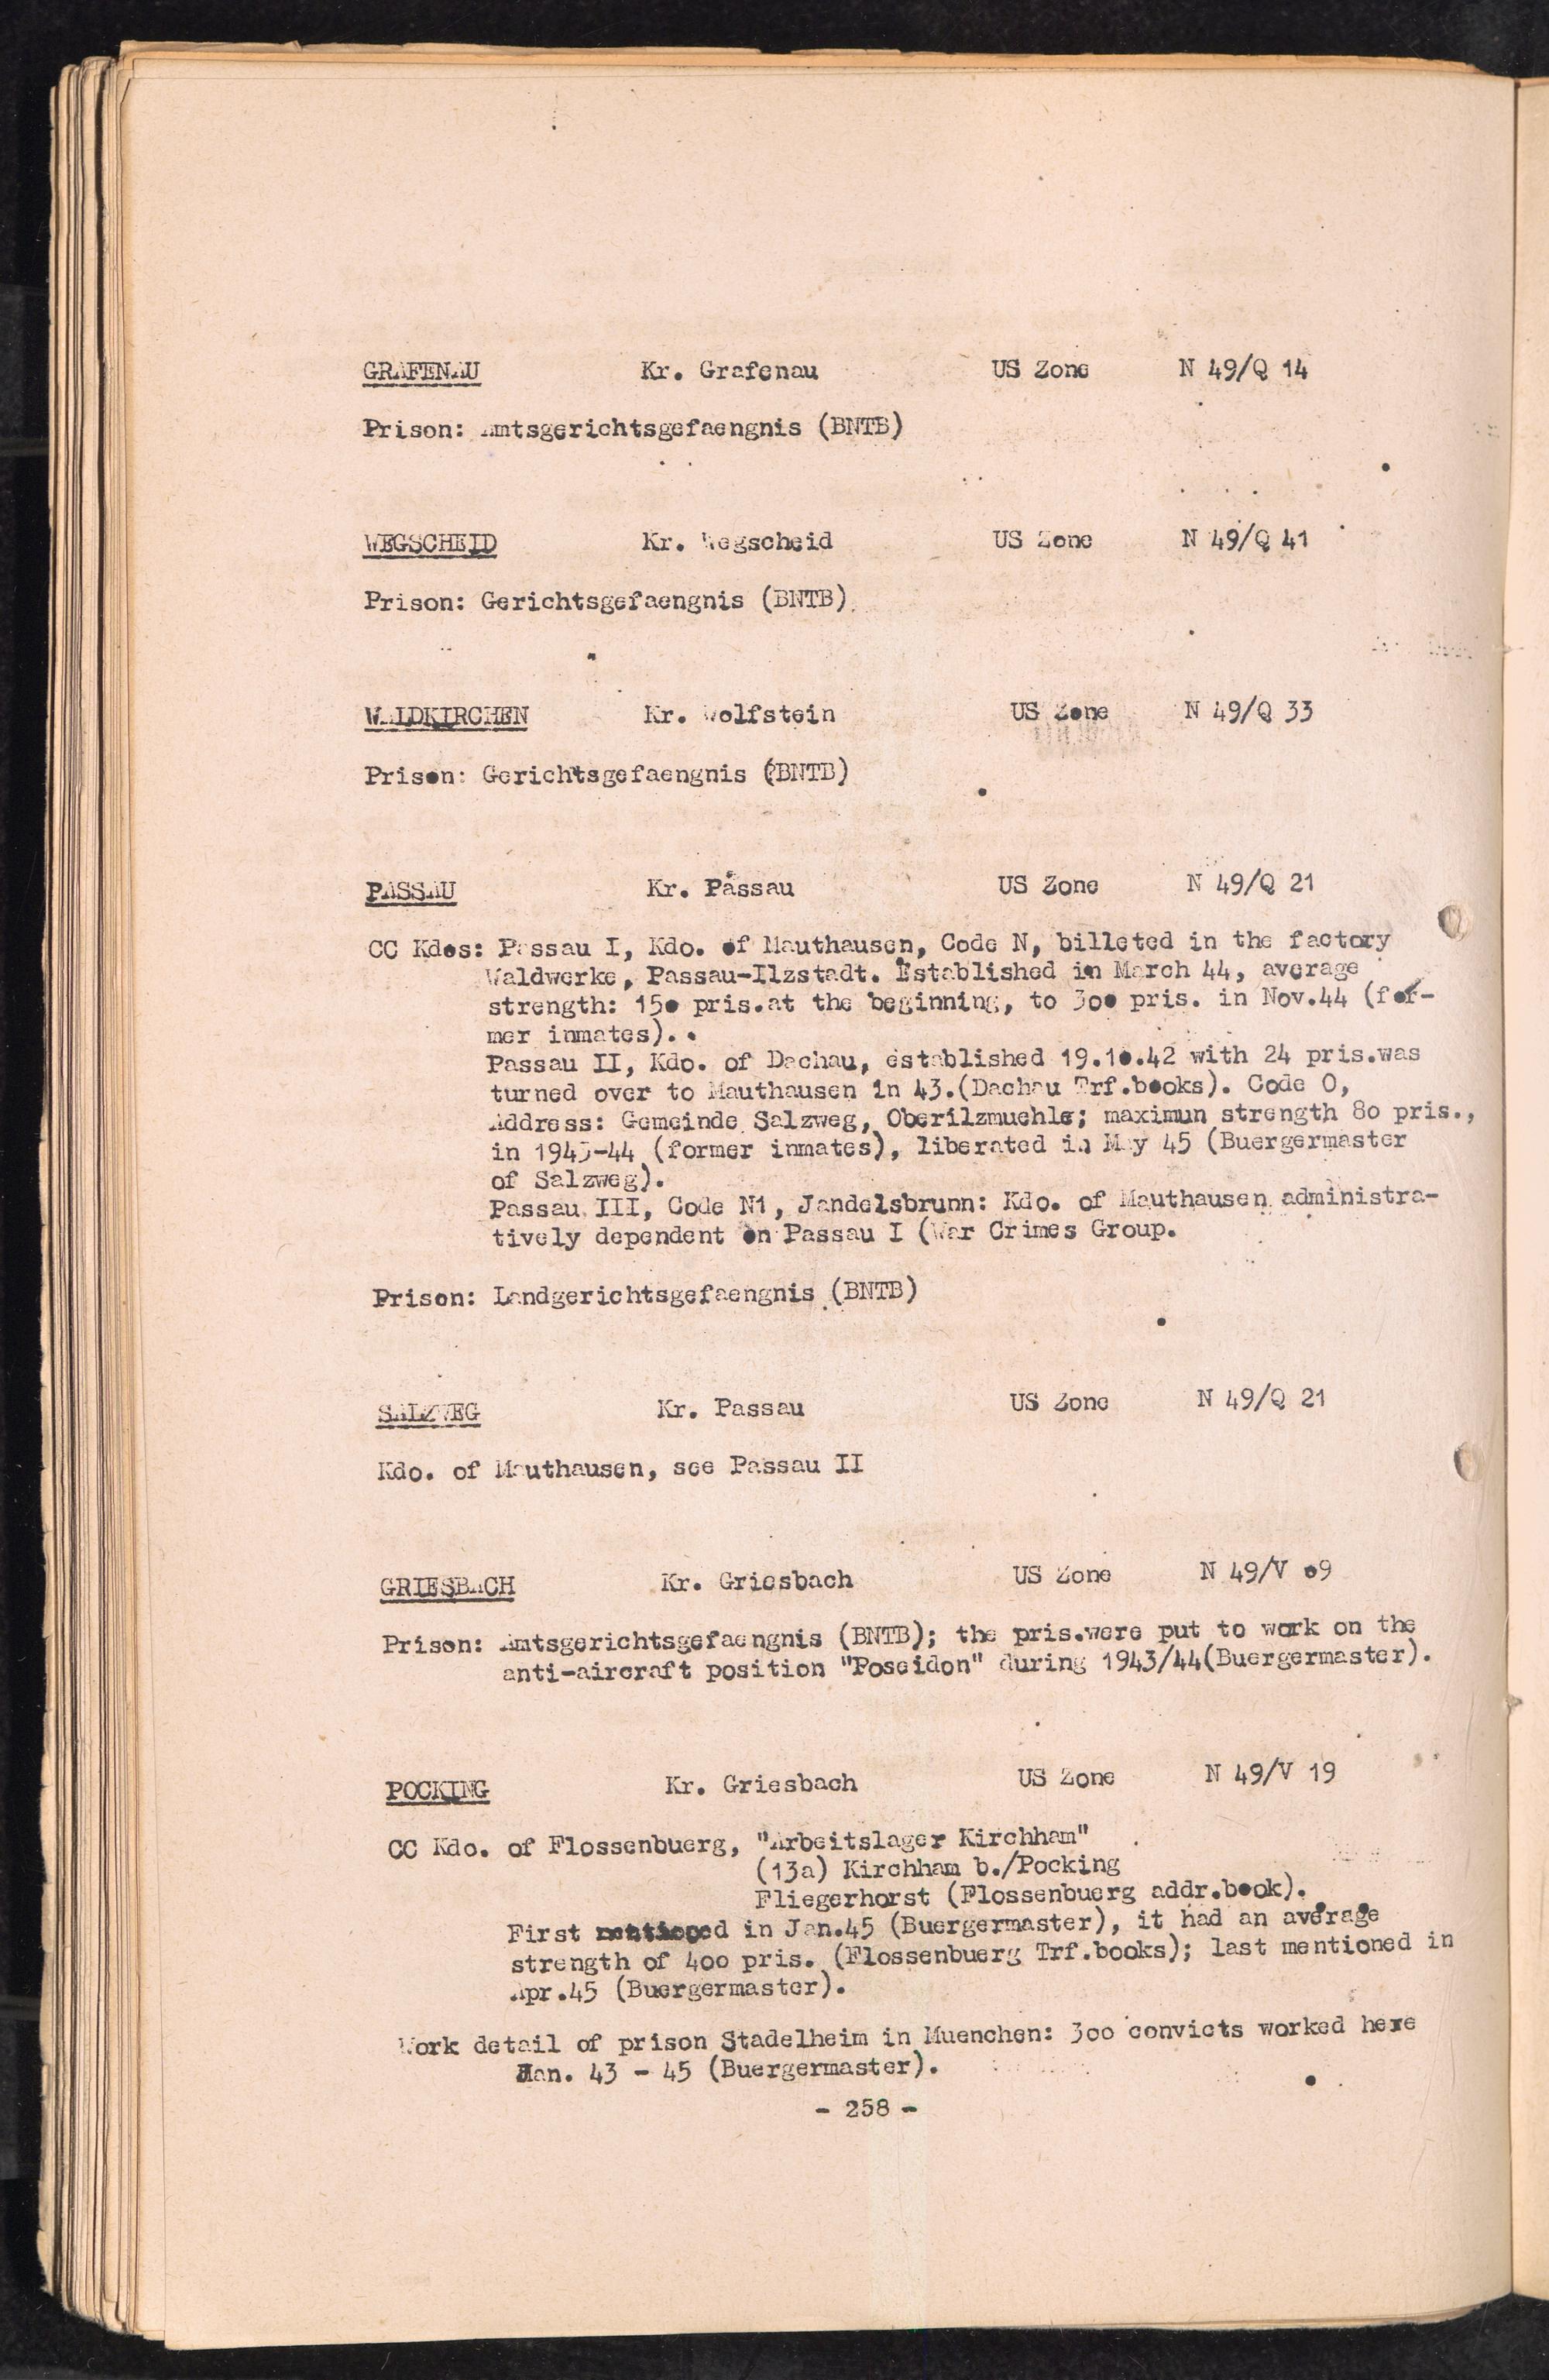 GRAFENAU Kr. Grafenau US Zone N 49/Q 14
Prison: Amtsgerichtsgefaengnis (BNTB)
WEGSCHEID Kr. Wegscheid US Zone N 49/Q 41
Prison: Gerichtsgefaengnis (BNTB)
WALDKIRCHEN Kr. Wolfstein US Zone N 49/Q 33
Prison: Gerichtsgefaengnis (BNTB)
PASSAU Kr. Passau US Zone N 49/Q 21
CC Kdos: Passau I, Kdo. of Mauthausen, Code N, billeted in the factory
Waldwerke, Passau-Ilzstadt. Established in March 44, average
strength: 150 pris.at the beginning, to 300 pris. in Nov.44 (for-
mer inmates)..
Passau II, Kdo. of Dachau, established 19.10.42 with 24 pris.was
turned over to Mauthausen in 43.(Dachau Trf.books). Code O,
Address: Gemeinde Salzweg, Oberilzmuehle; maximun strength 80 pris.,
in 1943-44 (former inmates), liberated in May 45 (Buergermaster
of Salzweg).
Passau III, Code N1, Jandelsbrunn: Kdo. of Mauthausen administra-
tively dependent on Passau I (War Crimes Group.
Prison: Landgerichtsgefaengnis (BNTB)
SALZWEG Kr. Passau US Zone N 49/Q 21
Kdo. of Mauthausen, see Passau II
GRIESBACH Kr. Griesbach US Zone N 49/V 09
Prison: Amtsgerichtsgefaengnis (BNTB); the pris.were put to work on the
anti-aircraft position "Poseidon" during 1943/44(Buergermaster).
POCKING Kr. Griesbach US Zone N 49/V 19
CC Kdo. of Flossenbuerg, "Arbeitslager Kirchham"
(13a) Kirchham b./Pocking
Fliegerhorst (Flossenbuerg addr.book).
First mentioned in Jan.45 (Buergermaster), it had an average
strength of 400 pris. (Flossenbuerg Trf.books); last mentioned in
Apr.45 (Buergermaster).
Work detail of prison Stadelheim in Muenchen: 300 convicts worked here
Jan. 43 - 45 (Buergermaster).
- 258 -